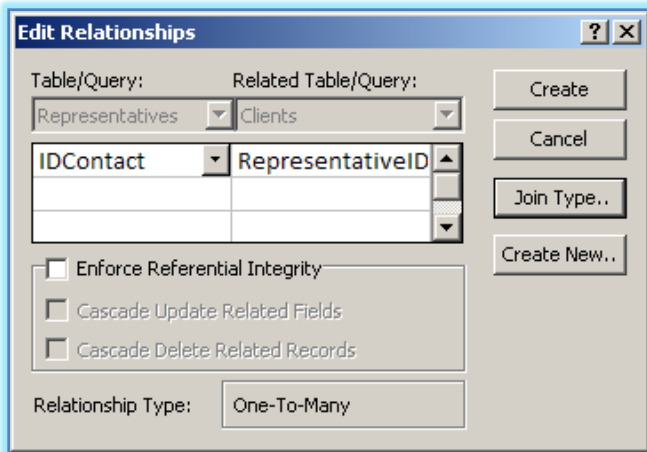 Edit Relationships
Table/Query: Related Table/Query:
Representatives Clients
IDContact RepresentativeID
Enforce Referential Integrity
Cascade Update Related Fields
Cascade Delete Related Records
Relationship Type: One-To-Many
Create
Cancel
Join Type..
Create New..